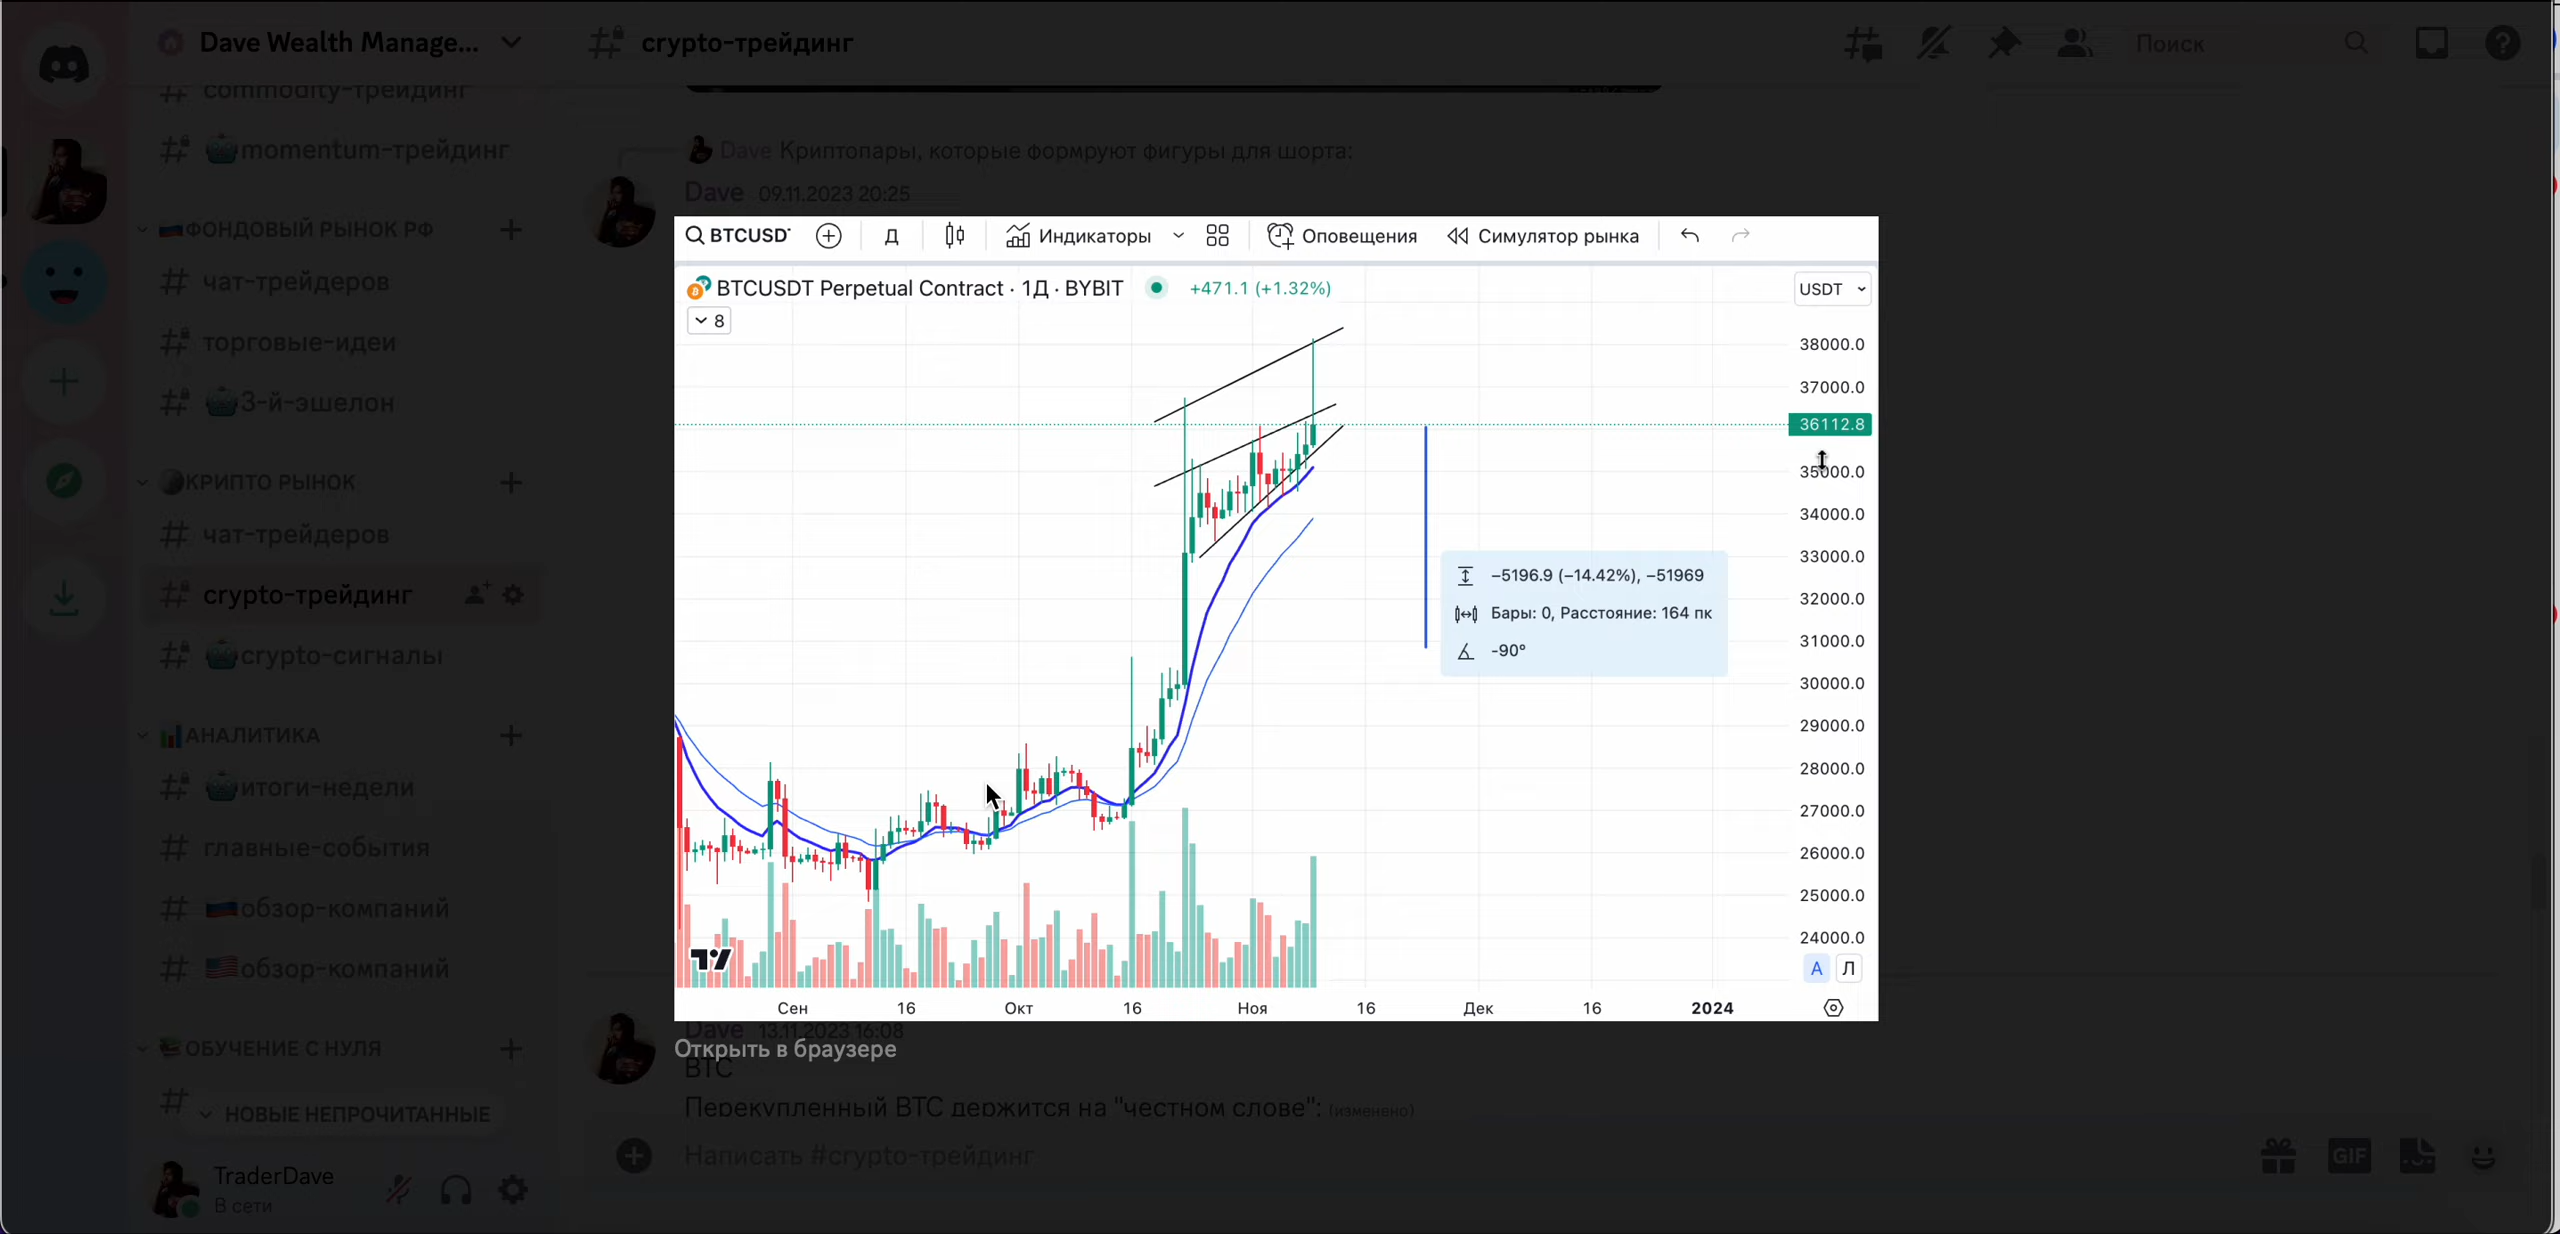 Dave Wealth Manage...
crypto-трейдинг
Поиск
commodity-трейдинг
momentum-трейдинг
ФОНДОВЫЙ РЫНОК РФ
чат-трейдеров
торговые-идеи
3-й-эшелон
КРИПТО РЫНОК
чат-трейдеров
crypto-трейдинг
crypto-сигналы
АНАЛИТИКА
итоги-недели
главные-события
обзор-компаний
обзор-компаний
ОБУЧЕНИЕ С НУЛЯ
НОВЫЕ НЕПРОЧИТАННЫЕ
TraderDave
В сети
Dave Криптопары, которые формруют фигуры для шорта:
Dave 09.11.2023 20:25
BTCUSDT Д Индикаторы Оповещения Симулятор рынка
BTCUSDT Perpetual Contract · 1Д · BYBIT +471.1 (+1.32%)
USDT
8
38000.0
37000.0
36112.8
35000.0
34000.0
33000.0
32000.0
31000.0
30000.0
29000.0
28000.0
27000.0
26000.0
25000.0
24000.0
−5196.9 (−14.42%), −51969
Бары: 0, Расстояние: 164 пк
-90°
А Л
Сен 16 Окт 16 Ноя 16 Дек 16 2024
Dave 13.11.2023 16:08
Открыть в браузере
BTC
Перекупленный BTC держится на "честном слове": (изменено)
Написать #crypto-трейдинг
GIF